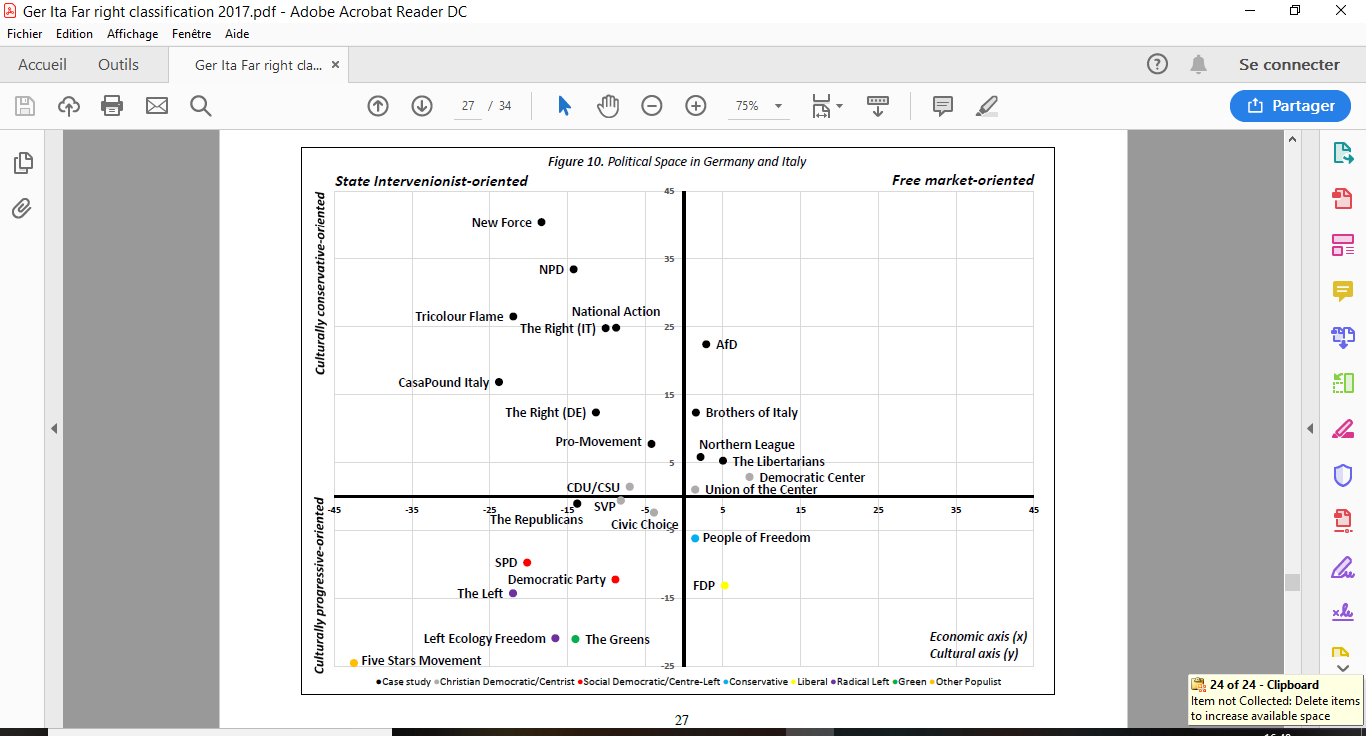 Ger Ita Far right classification 2017.pdf - Adobe Acrobat Reader DC
Fichier Edition Affichage Fenêtre Aide
Accueil Outils Ger Ita Far right cla... × Se connecter
27 / 34 75% Partager
Figure 10. Political Space in Germany and Italy
State Intervenionist-oriented Free market-oriented
Culturally conservative-oriented
Culturally progressive-oriented
45
New Force
35
NPD
Tricolour Flame
National Action
The Right (IT)
25
AfD
CasaPound Italy
15
The Right (DE)
Brothers of Italy
Pro-Movement
Northern League
5
The Libertarians
Democratic Center
CDU/CSU
Union of the Center
-45 -35 -25 -15 -5 5 15 25 35 45
SVP
The Republicans
Civic Choice
-5
People of Freedom
SPD
Democratic Party
FDP
The Left
-15
Left Ecology Freedom
The Greens
Economic axis (x)
Cultural axis (y)
Five Stars Movement
-25
Case study Christian Democratic/Centrist Social Democratic/Centre-Left Conservative Liberal Radical Left Green Other Populist
27
24 of 24 - Clipboard
Item not Collected: Delete items
to increase available space